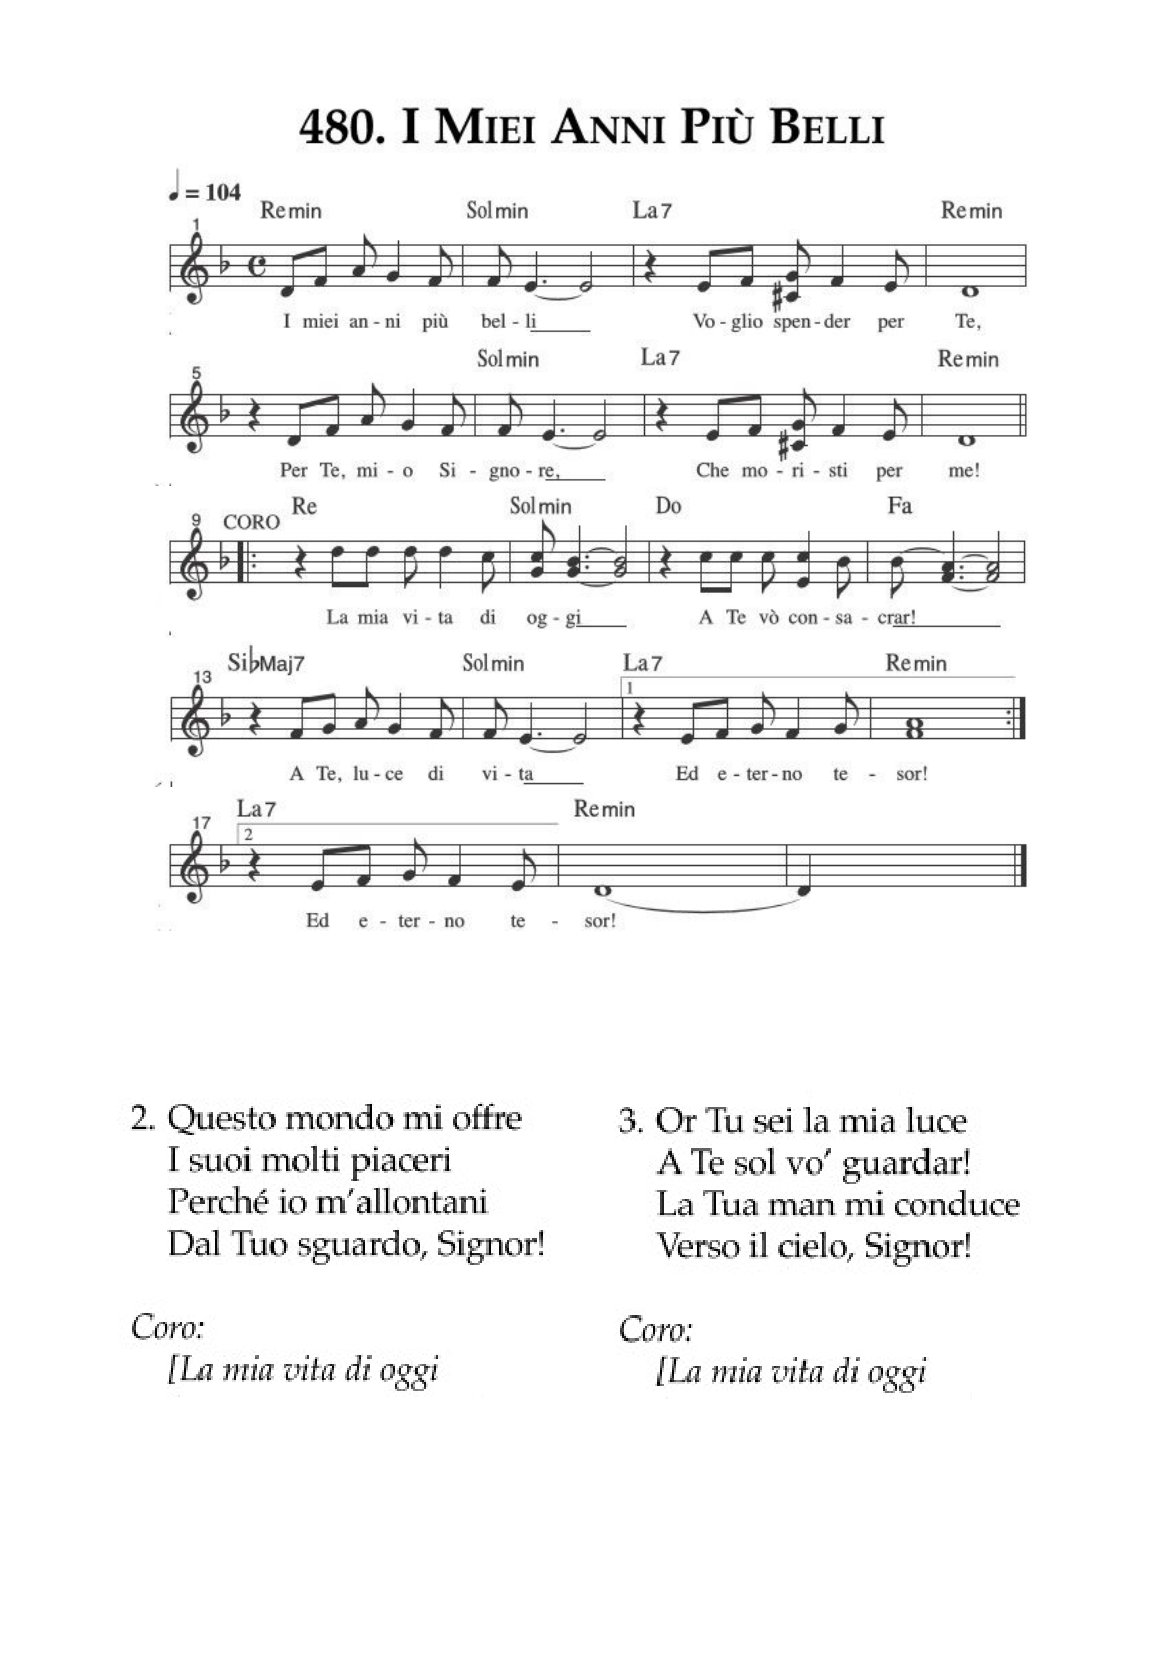 480. I MIEI ANNI PIÙ BELLI
♩ = 104
Remin Solmin La7 Remin
1
I miei an - ni più bel - li Vo - glio spen - der per Te,
Solmin La7 Remin
5
Per Te, mi - o Si - gno - re, Che mo - ri - sti per me!
9 CORO Re Solmin Do Fa
La mia vi - ta di og - gi A Te vò con - sa - crar!
Si♭Maj7 Solmin La7 Remin
13 1
A Te, lu - ce di vi - ta Ed e - ter - no te - sor!
La7 Remin
17 2
Ed e - ter - no te - sor!
2. Questo mondo mi offre
I suoi molti piaceri
Perché io m'allontani
Dal Tuo sguardo, Signor!
Coro:
[La mia vita di oggi
3. Or Tu sei la mia luce
A Te sol vo' guardar!
La Tua man mi conduce
Verso il cielo, Signor!
Coro:
[La mia vita di oggi